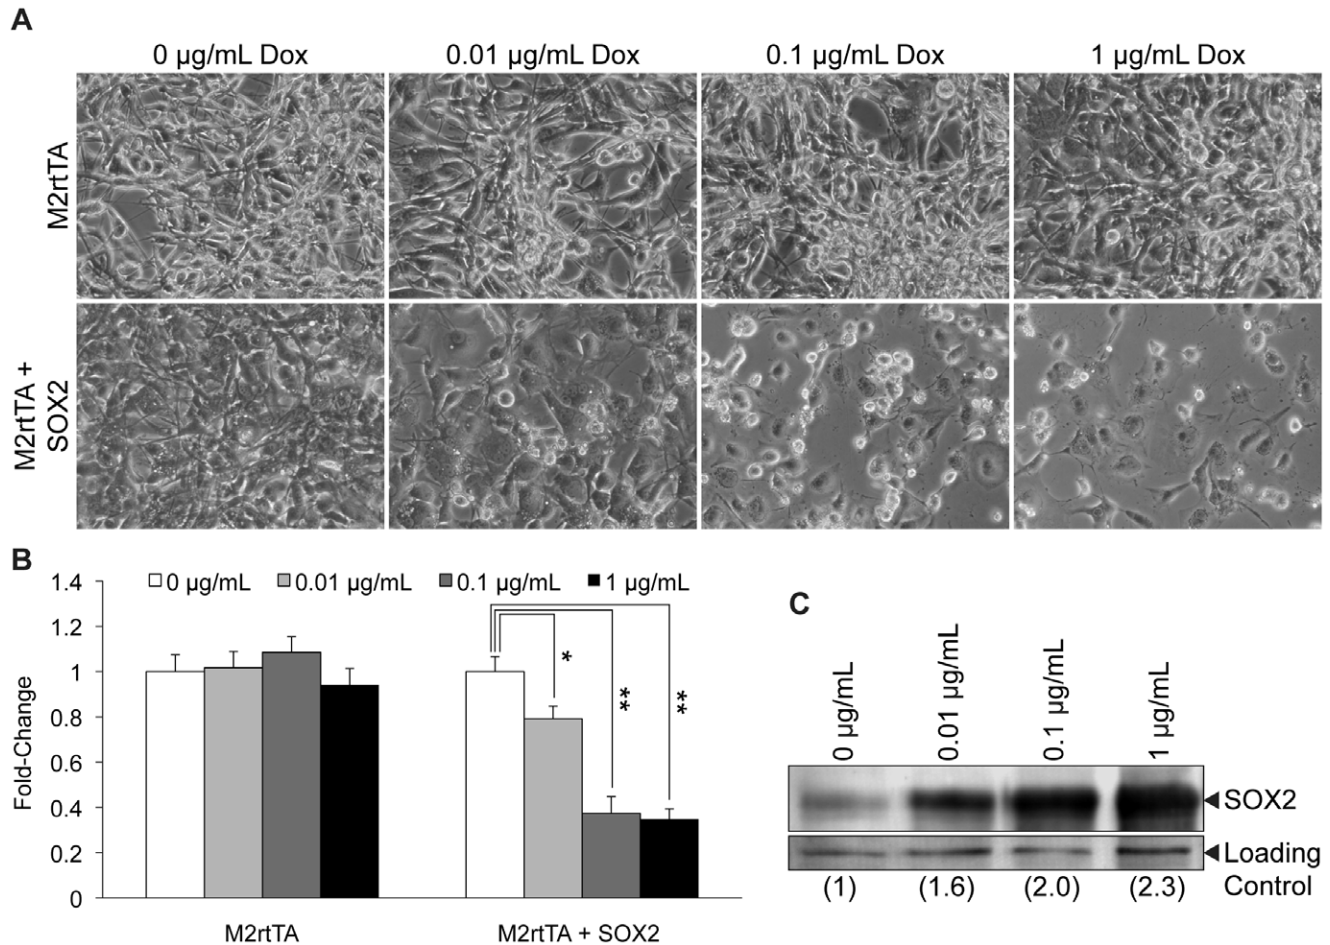 A
0 µg/mL Dox
0.01 µg/mL Dox
0.1 µg/mL Dox
1 µg/mL Dox
M2rtTA
M2rtTA +
SOX2
B
0 µg/mL
0.01 µg/mL
0.1 µg/mL
1 µg/mL
Fold-Change
1.4
1.2
1
0.8
0.6
0.4
0.2
0
*
**
**
M2rtTA
M2rtTA + SOX2
C
0 µg/mL
0.01 µg/mL
0.1 µg/mL
1 µg/mL
SOX2
Loading
Control
(1)
(1.6)
(2.0)
(2.3)